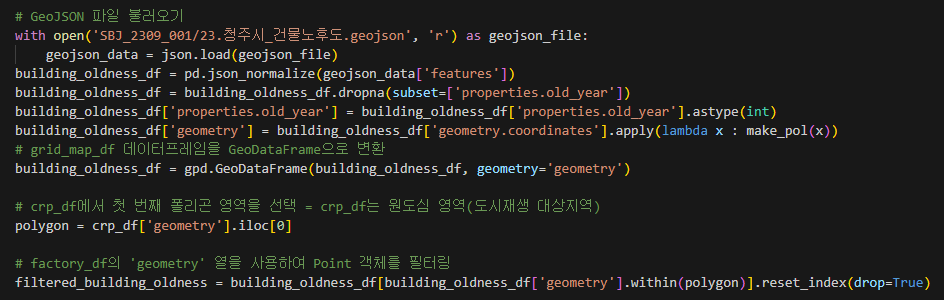 # GeoJSON 파일 불러오기
with open('SBJ_2309_001/23.청주시_건물노후도.geojson', 'r') as geojson_file:
    geojson_data = json.load(geojson_file)
building_oldness_df = pd.json_normalize(geojson_data['features'])
building_oldness_df = building_oldness_df.dropna(subset=['properties.old_year'])
building_oldness_df['properties.old_year'] = building_oldness_df['properties.old_year'].astype(int)
building_oldness_df['geometry'] = building_oldness_df['geometry.coordinates'].apply(lambda x : make_pol(x))
# grid_map_df 데이터프레임을 GeoDataFrame으로 변환
building_oldness_df = gpd.GeoDataFrame(building_oldness_df, geometry='geometry')
# crp_df에서 첫 번째 폴리곤 영역을 선택 = crp_df는 원도심 영역(도시재생 대상지역)
polygon = crp_df['geometry'].iloc[0]
# factory_df의 'geometry' 열을 사용하여 Point 객체를 필터링
filtered_building_oldness = building_oldness_df[building_oldness_df['geometry'].within(polygon)].reset_index(drop=True)